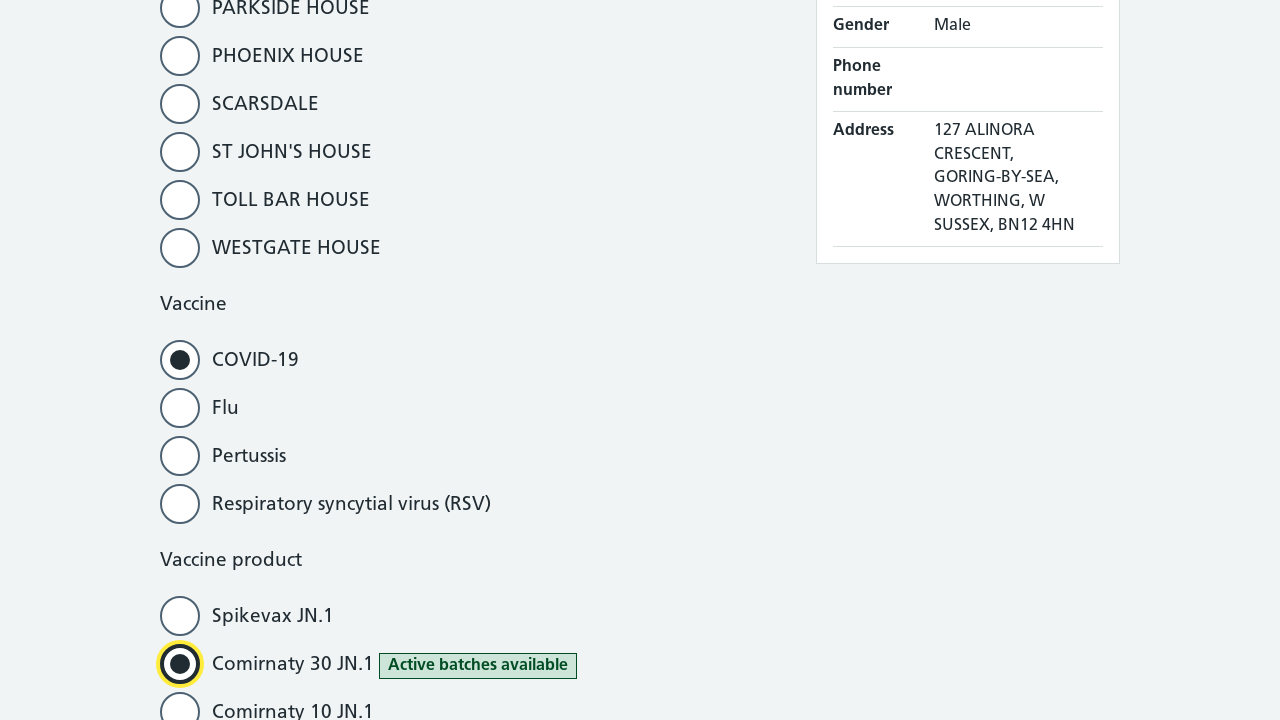 PARKSIDE HOUSE
PHOENIX HOUSE
SCARSDALE
ST JOHN'S HOUSE
TOLL BAR HOUSE
WESTGATE HOUSE
Vaccine
COVID-19
Flu
Pertussis
Respiratory syncytial virus (RSV)
Vaccine product
Spikevax JN.1
Comirnaty 30 JN.1 Active batches available
Comirnaty 10 JN.1
Gender Male
Phone
number
Address 127 ALINORA
CRESCENT,
GORING-BY-SEA,
WORTHING, W
SUSSEX, BN12 4HN